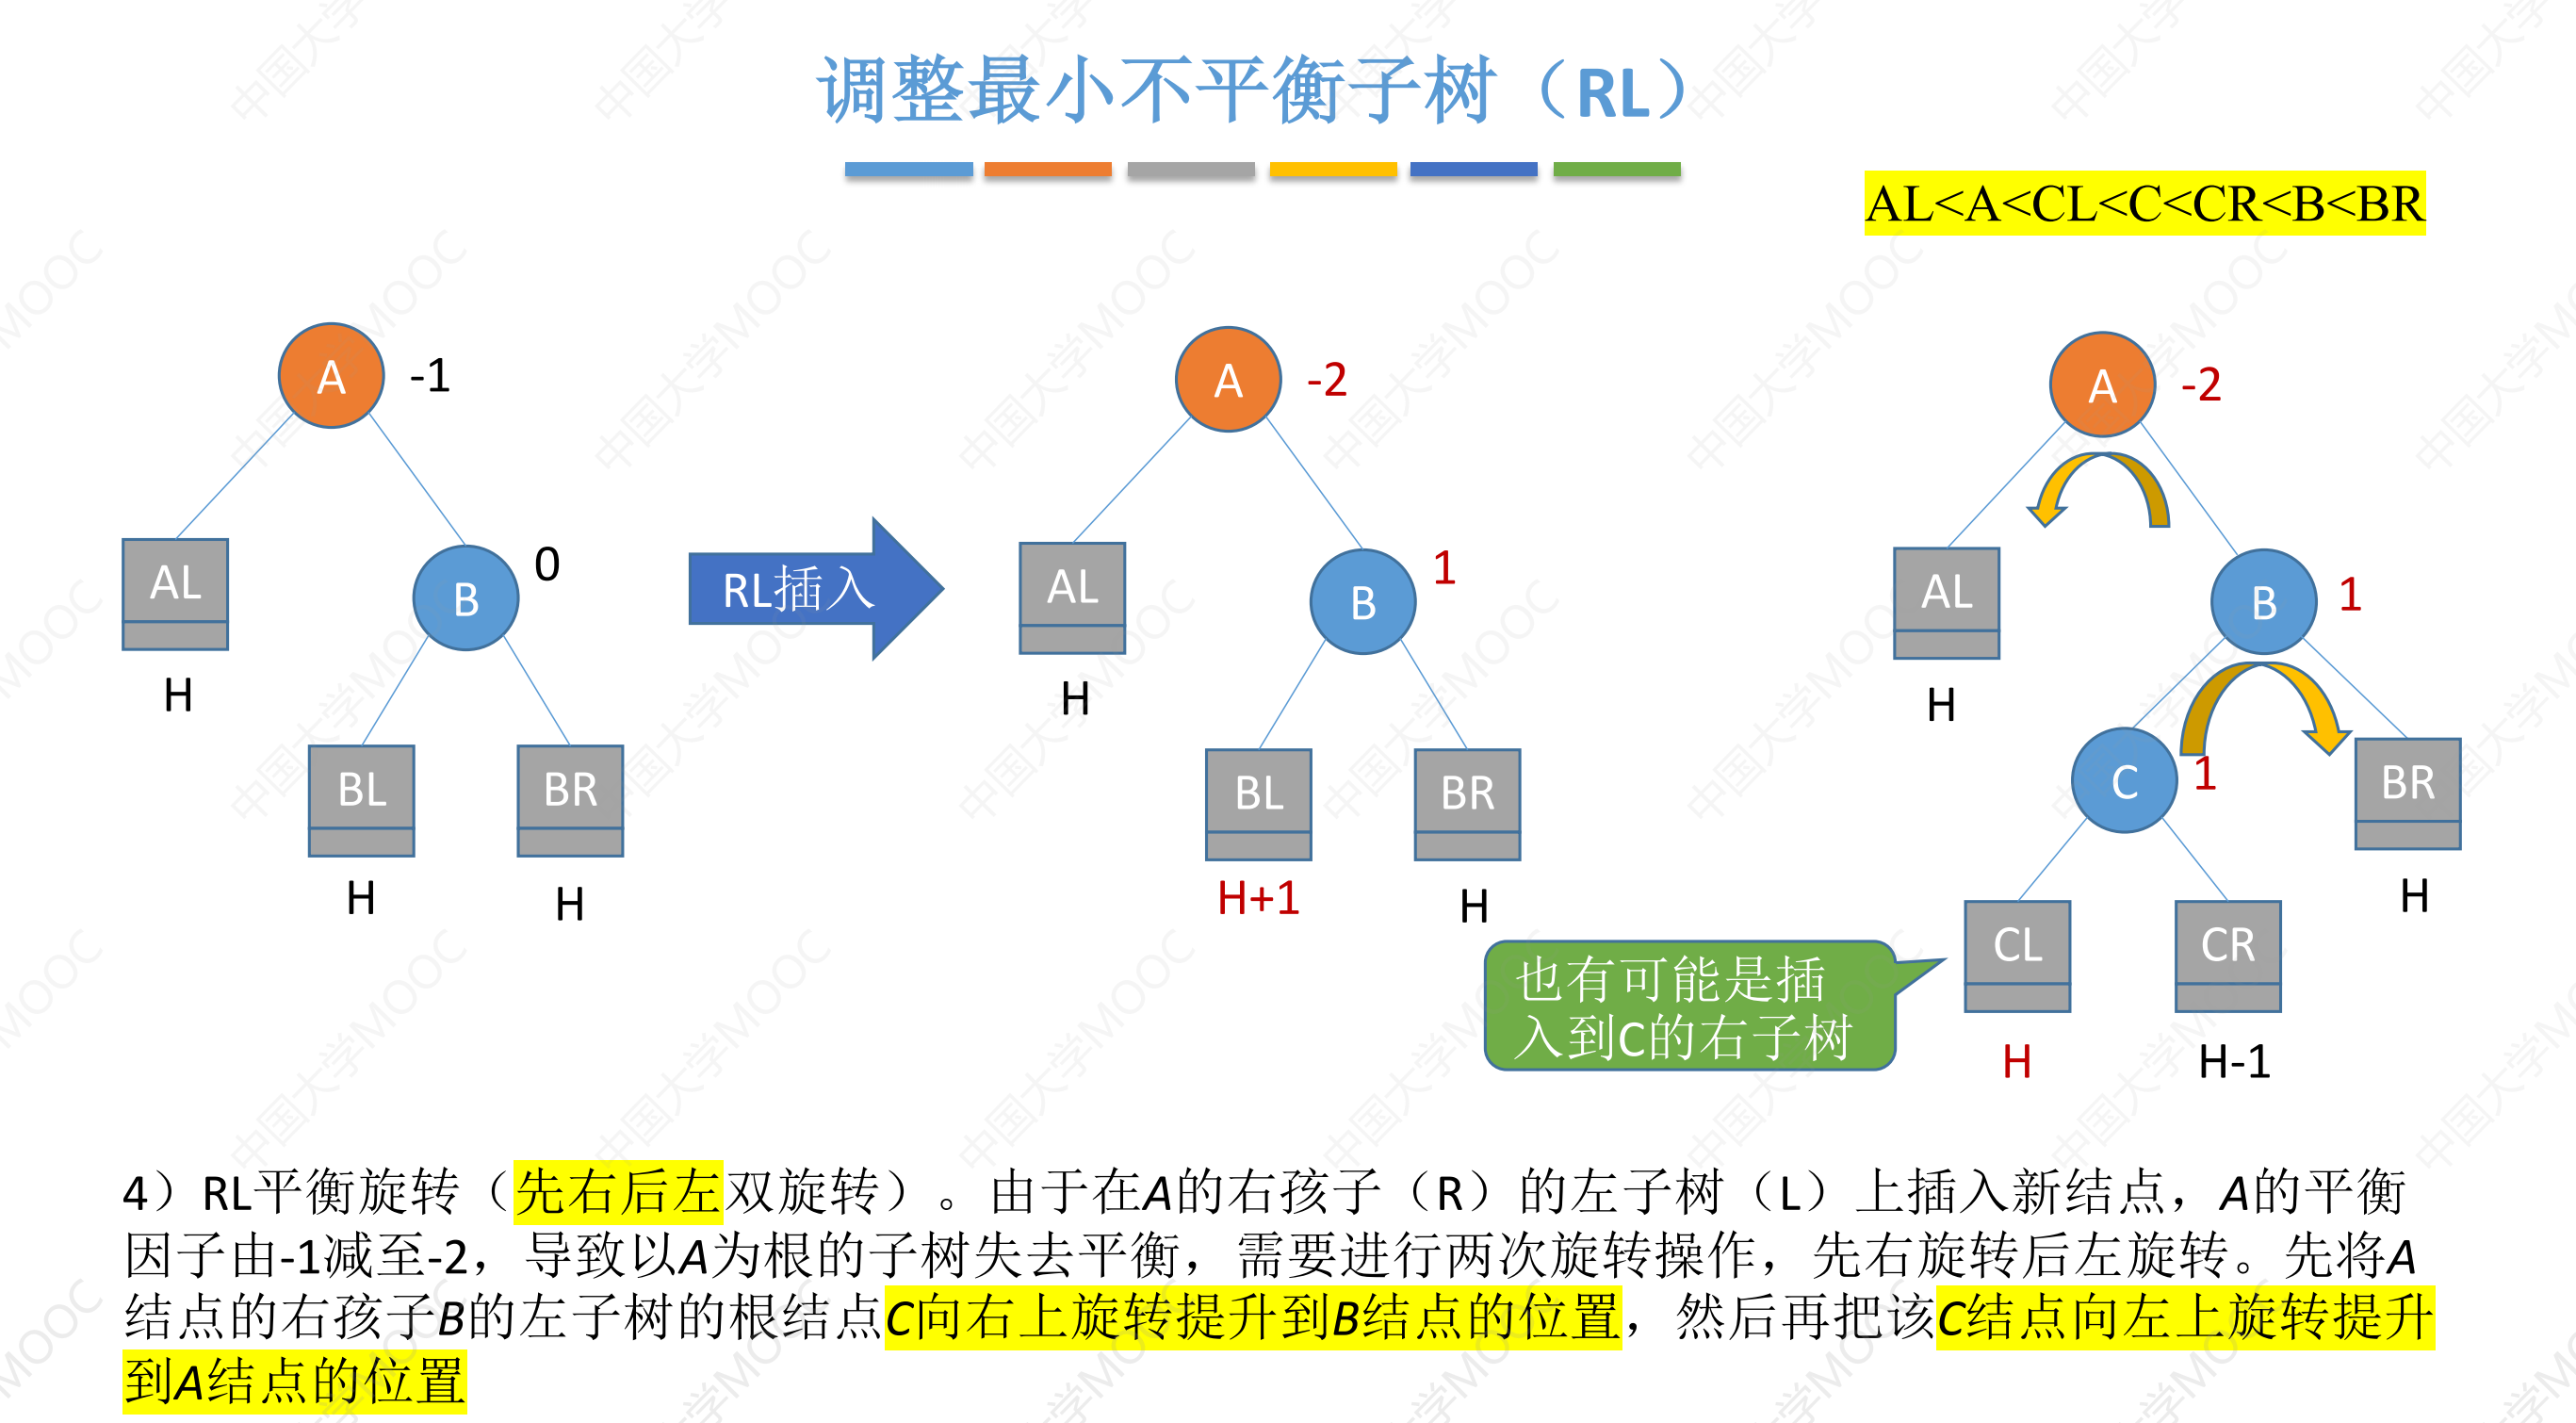 调整最小不平衡子树（RL）
AL<A<CL<C<CR<B<BR
A
-1
AL
H
B
0
BL
H
BR
H
RL插入
A
-2
AL
H
B
1
BL
H+1
BR
H
A
-2
AL
H
B
1
C
1
BR
H
CL
H
CR
H-1
也有可能是插
入到C的右子树
4）RL平衡旋转（先右后左双旋转）。由于在A的右孩子（R）的左子树（L）上插入新结点，A的平衡
因子由-1减至-2，导致以A为根的子树失去平衡，需要进行两次旋转操作，先右旋转后左旋转。先将A
结点的右孩子B的左子树的根结点C向右上旋转提升到B结点的位置，然后再把该C结点向左上旋转提升
到A结点的位置
中国大学MOOC